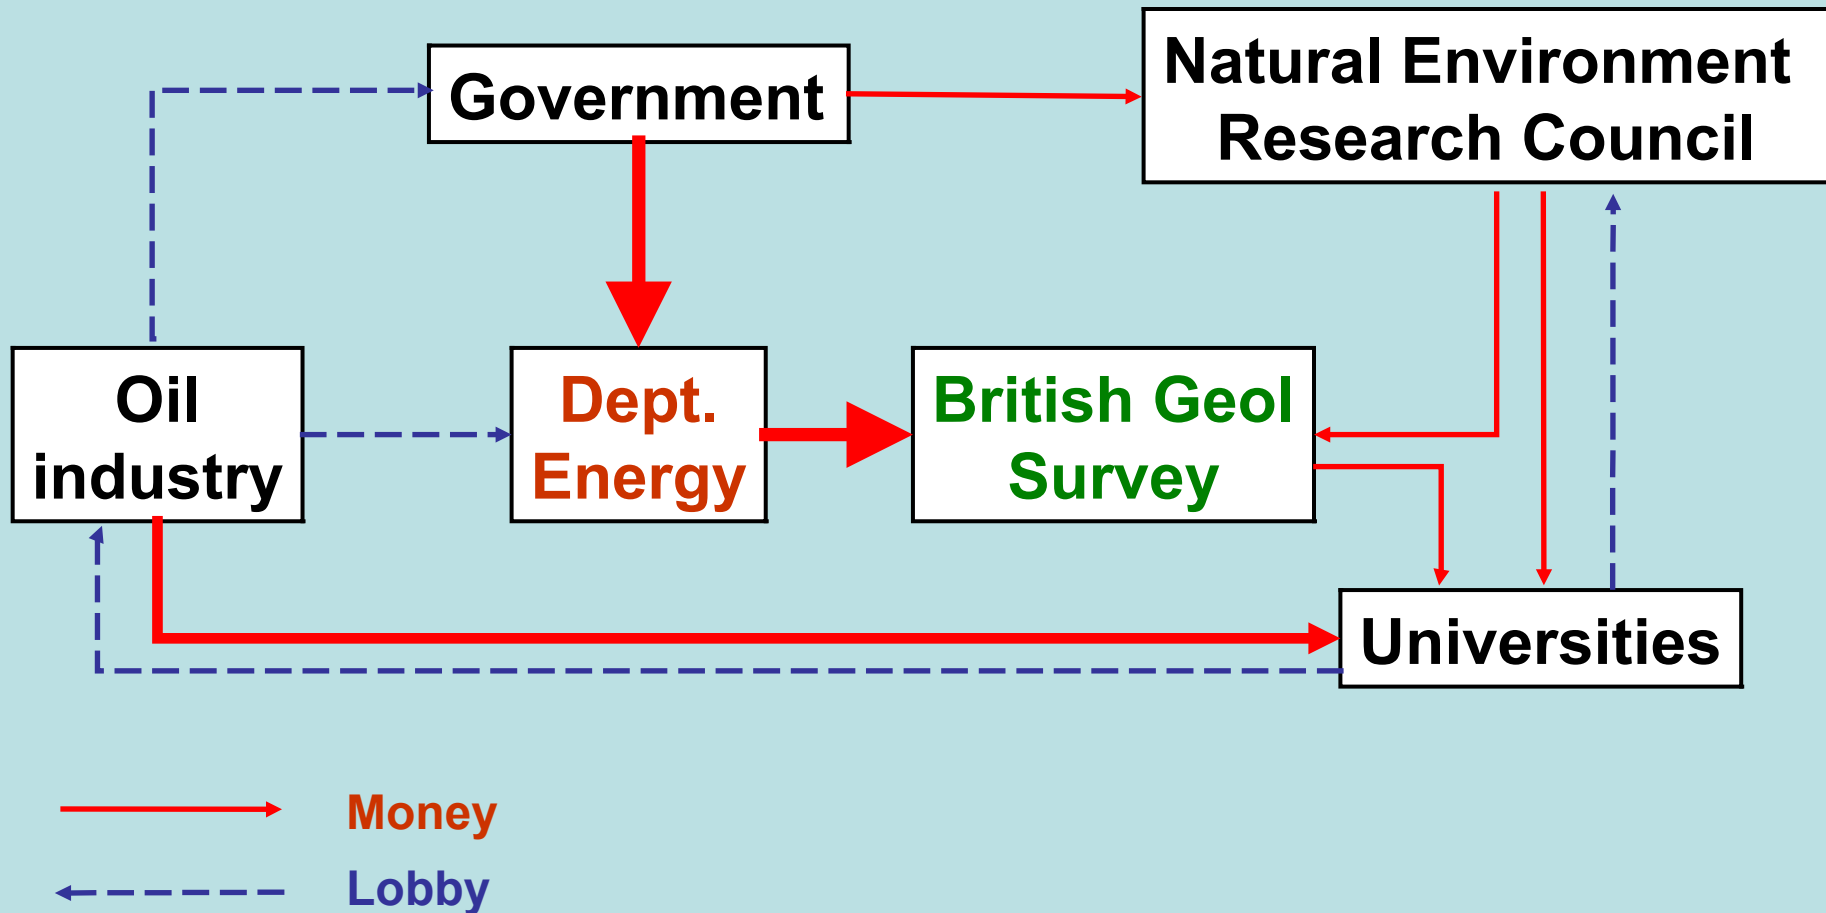 Government
Natural Environment
Research Council
Oil
industry
Dept.
Energy
British Geol
Survey
Universities
Money
Lobby